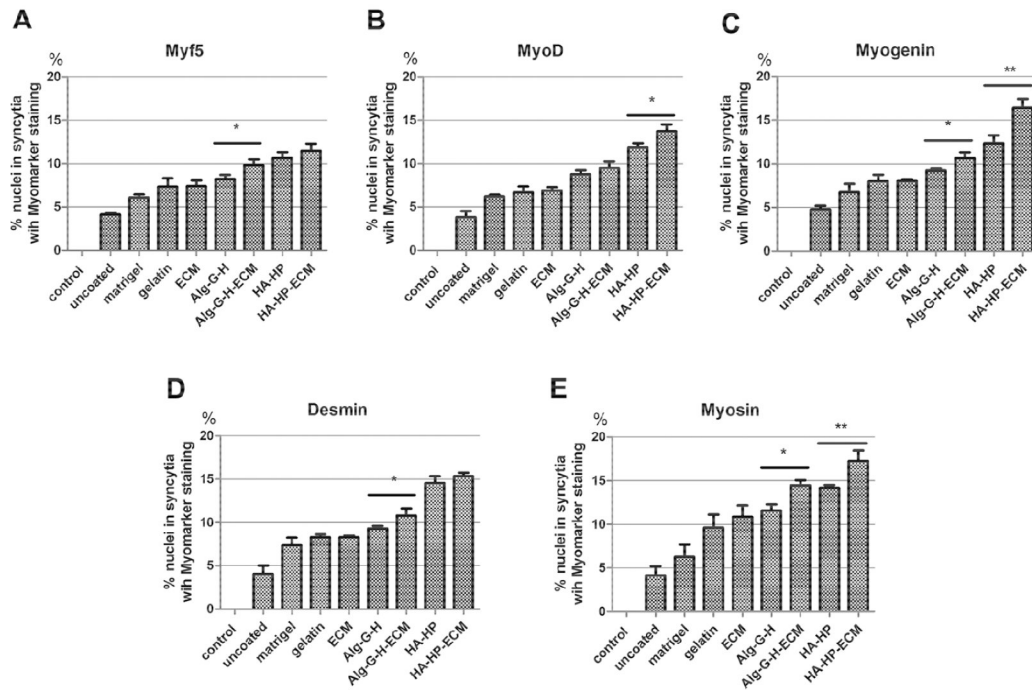 A
Myf5
%
20
15
10
5
0
% nuclei in syncytia
wih Myomarker staining
*
control
uncoated
matrigel
gelatin
ECM
Alg-G-H
Alg-G-H-ECM
HA-HP
HA-HP-ECM
B
MyoD
%
20
15
10
5
0
% nuclei in syncytia
wih Myomarker staining
*
control
uncoated
matrigel
gelatin
ECM
Alg-G-H
Alg-G-H-ECM
HA-HP
HA-HP-ECM
C
Myogenin
%
20
15
10
5
0
% nuclei in syncytia
wih Myomarker staining
*
**
control
uncoated
matrigel
gelatin
ECM
Alg-G-H
Alg-G-H-ECM
HA-HP
HA-HP-ECM
D
Desmin
%
20
15
10
5
0
% nuclei in syncytia
wih Myomarker staining
*
control
uncoated
matrigel
gelatin
ECM
Alg-G-H
Alg-G-H-ECM
HA-HP
HA-HP-ECM
E
Myosin
%
20
15
10
5
0
% nuclei in syncytia
wih Myomarker staining
*
**
control
uncoated
matrigel
gelatin
ECM
Alg-G-H
Alg-G-H-ECM
HA-HP
HA-HP-ECM